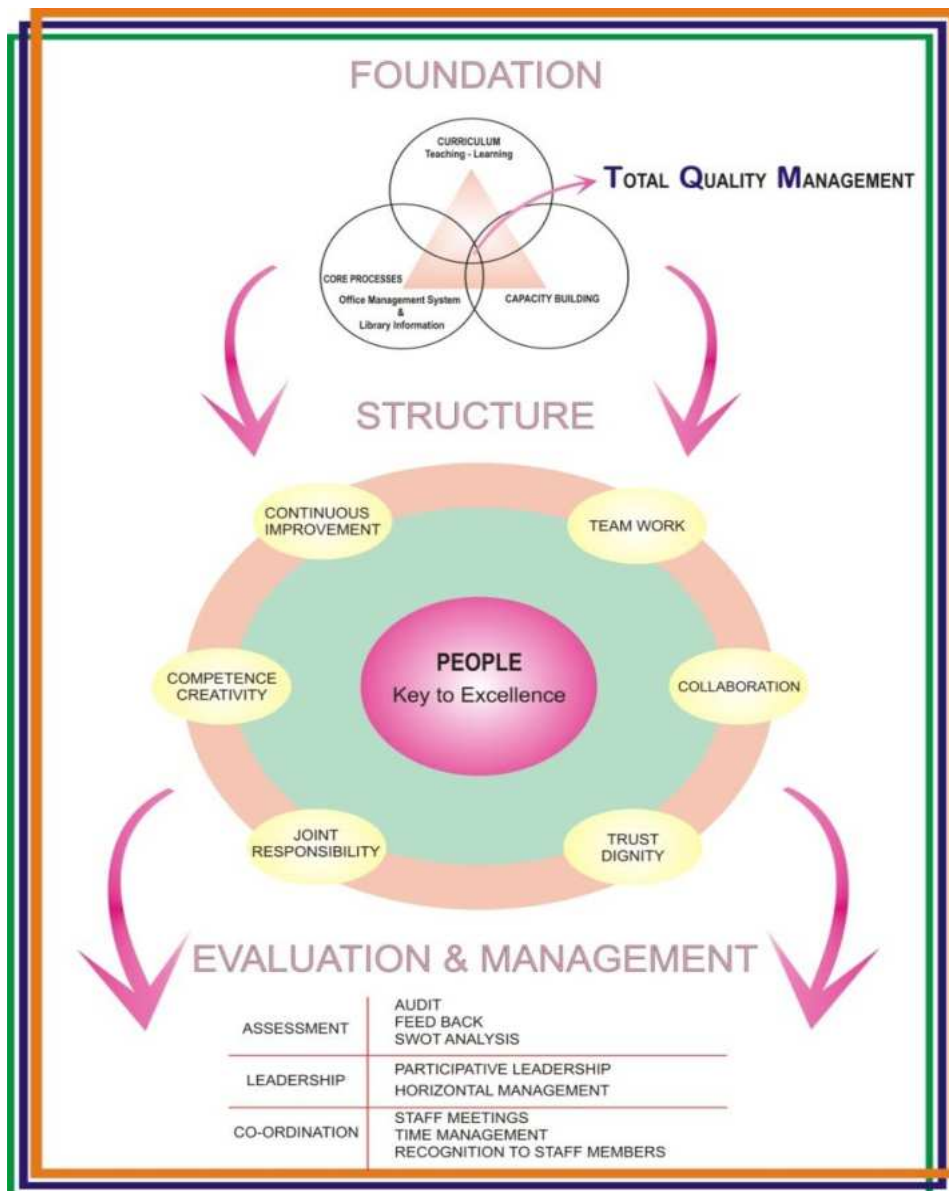 FOUNDATION
CURRICULUM
Teaching - Learning
TOTAL QUALITY MANAGEMENT
CORE PROCESSES
Office Management System
&
Library Information
CAPACITY BUILDING
STRUCTURE
CONTINUOUS
IMPROVEMENT
TEAM WORK
PEOPLE
Key to Excellence
COMPETENCE
CREATIVITY
COLLABORATION
JOINT
RESPONSIBILITY
TRUST
DIGNITY
EVALUATION & MANAGEMENT
ASSESSMENT
AUDIT
FEED BACK
SWOT ANALYSIS
LEADERSHIP
PARTICIPATIVE LEADERSHIP
HORIZONTAL MANAGEMENT
CO-ORDINATION
STAFF MEETINGS
TIME MANAGEMENT
RECOGNITION TO STAFF MEMBERS